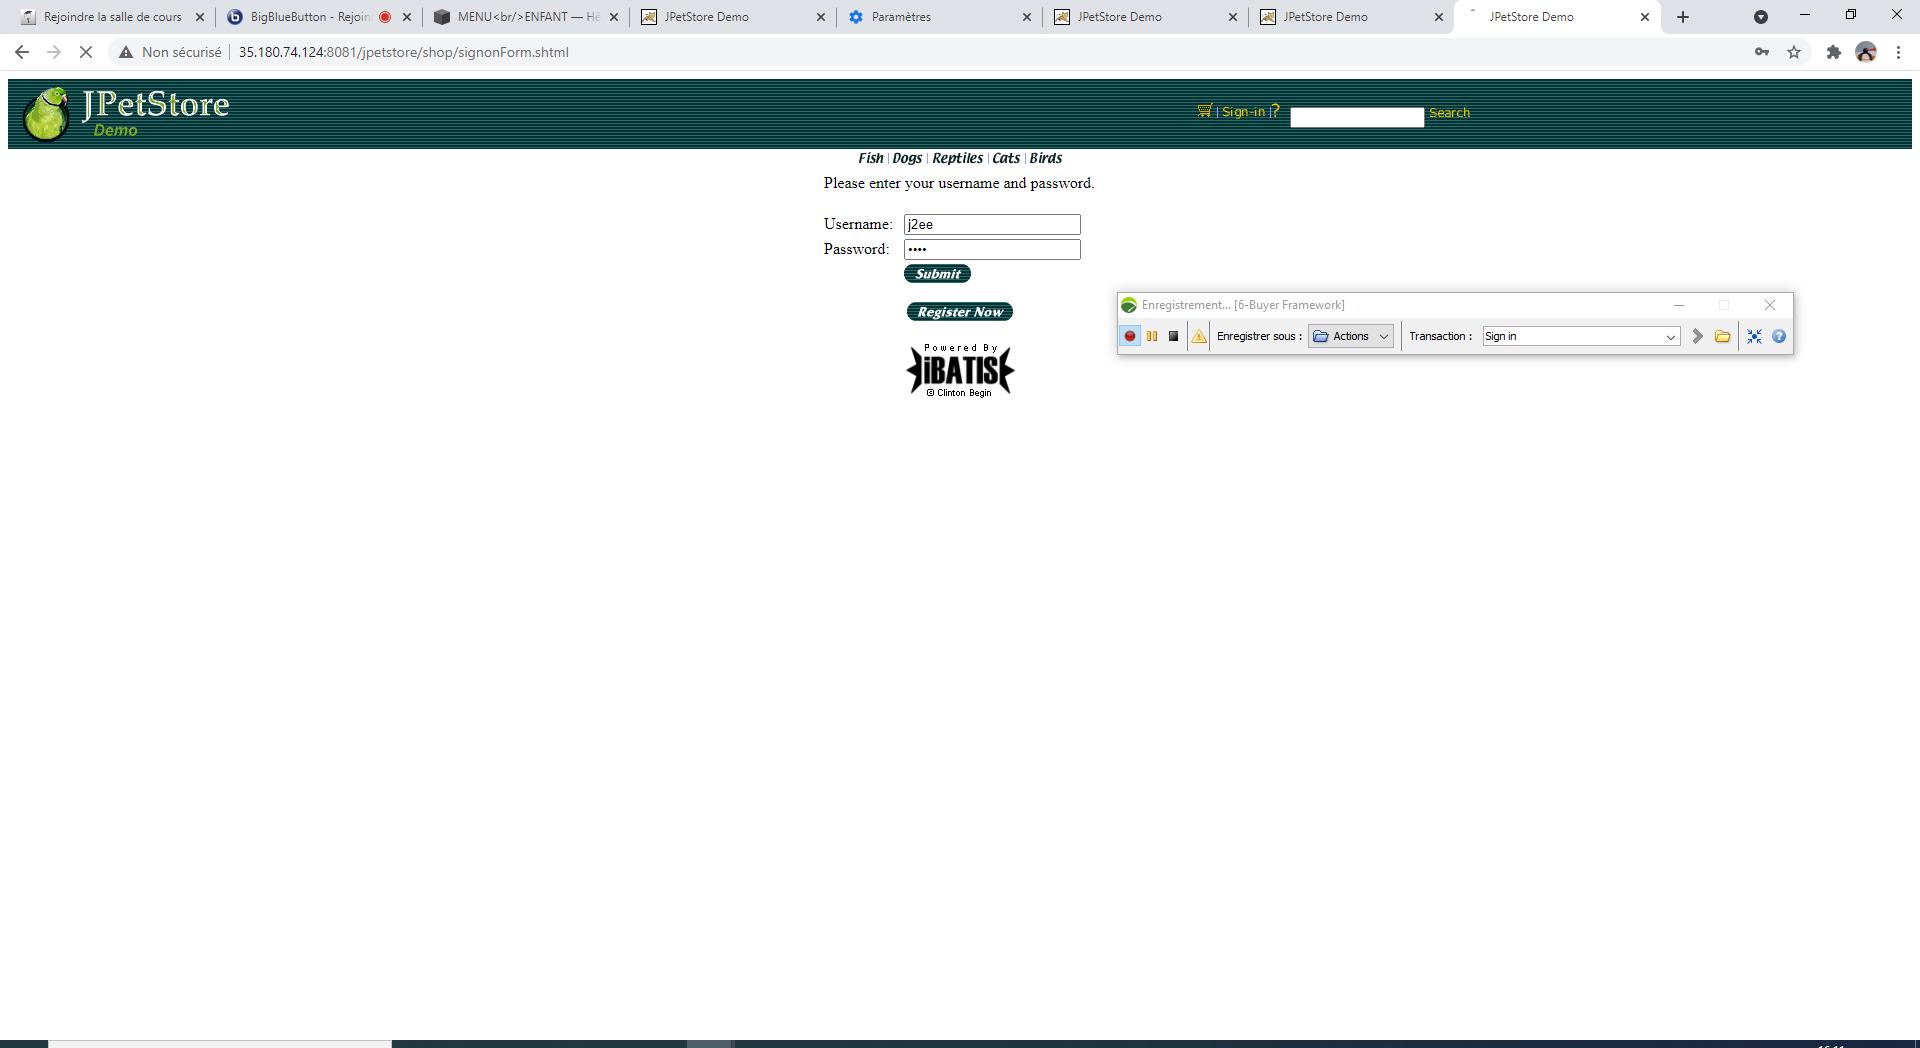 Rejoindre la salle de cours
BigBlueButton - Rejoin
MENU<br/>ENFANT — Hé
JPetStore Demo
Paramètres
JPetStore Demo
JPetStore Demo
JPetStore Demo
Non sécurisé
35.180.74.124:8081/jpetstore/shop/signonForm.shtml
JPetStore
Demo
| Sign-in |?
Search
Fish | Dogs | Reptiles | Cats | Birds
Please enter your username and password.
Username: j2ee
Password: ••••
Submit
Enregistrement... [6-Buyer Framework]
Register Now
Enregistrer sous : Actions
Transaction : Sign in
Powered By
iBATIS
© Clinton Begin